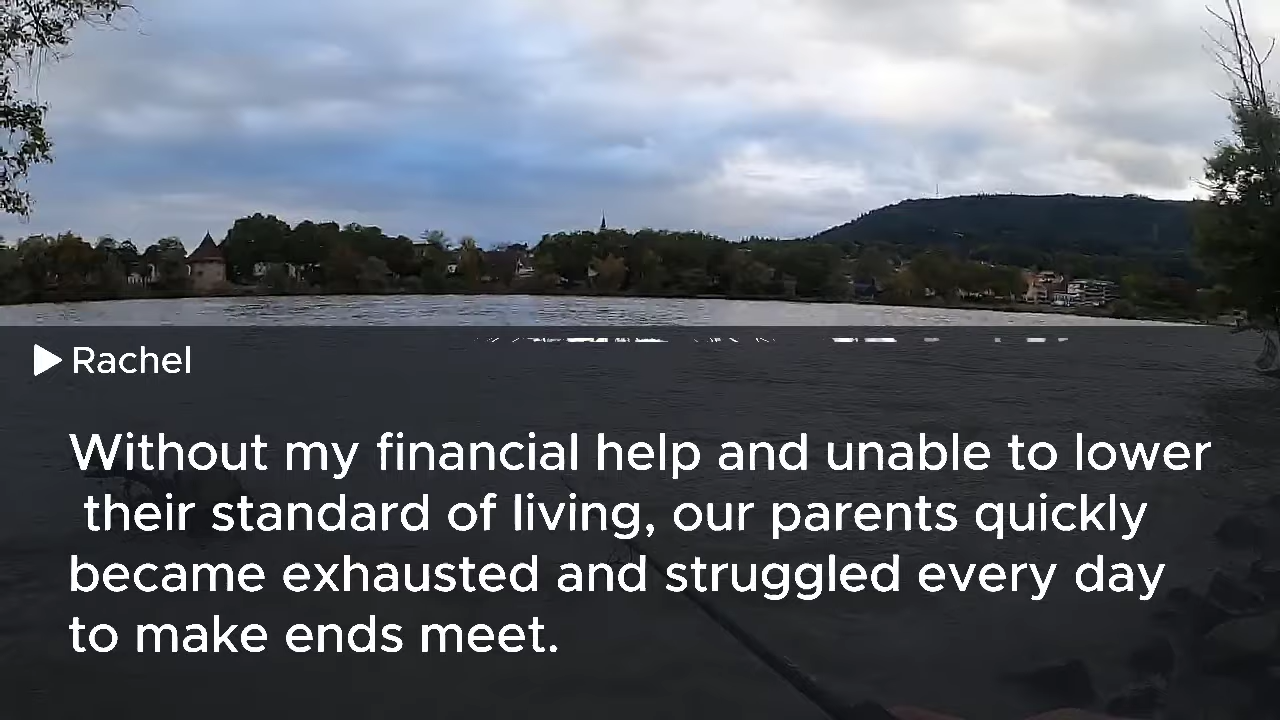 Rachel
Without my financial help and unable to lower
their standard of living, our parents quickly
became exhausted and struggled every day
to make ends meet.